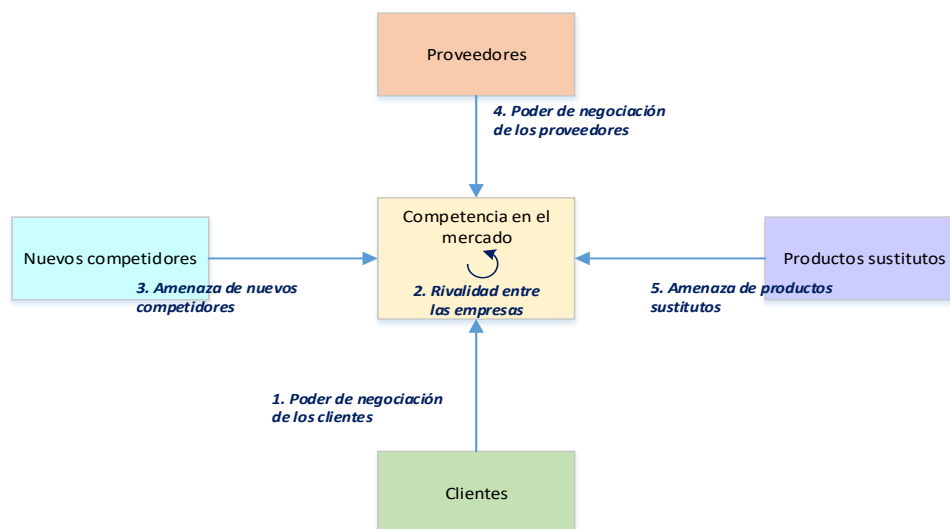 Proveedores
4. Poder de negociación
de los proveedores
Competencia en el
mercado
2. Rivalidad entre
las empresas
Nuevos competidores
3. Amenaza de nuevos
competidores
Productos sustitutos
5. Amenaza de productos
sustitutos
1. Poder de negociación
de los clientes
Clientes